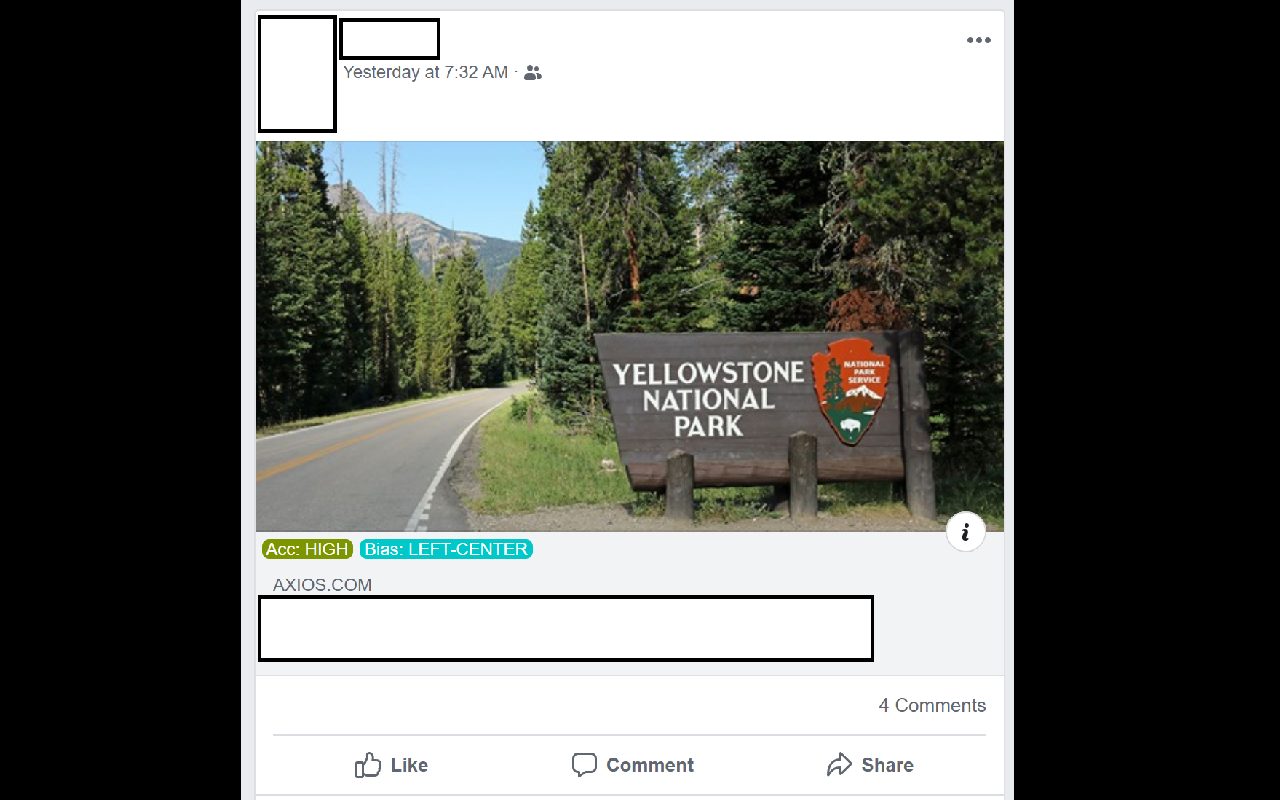 Yesterday at 7:32 AM ·
YELLOWSTONE
NATIONAL
PARK
NATIONAL
PARK
SERVICE
i
Acc: HIGH Bias: LEFT-CENTER
AXIOS.COM
4 Comments
Like Comment Share